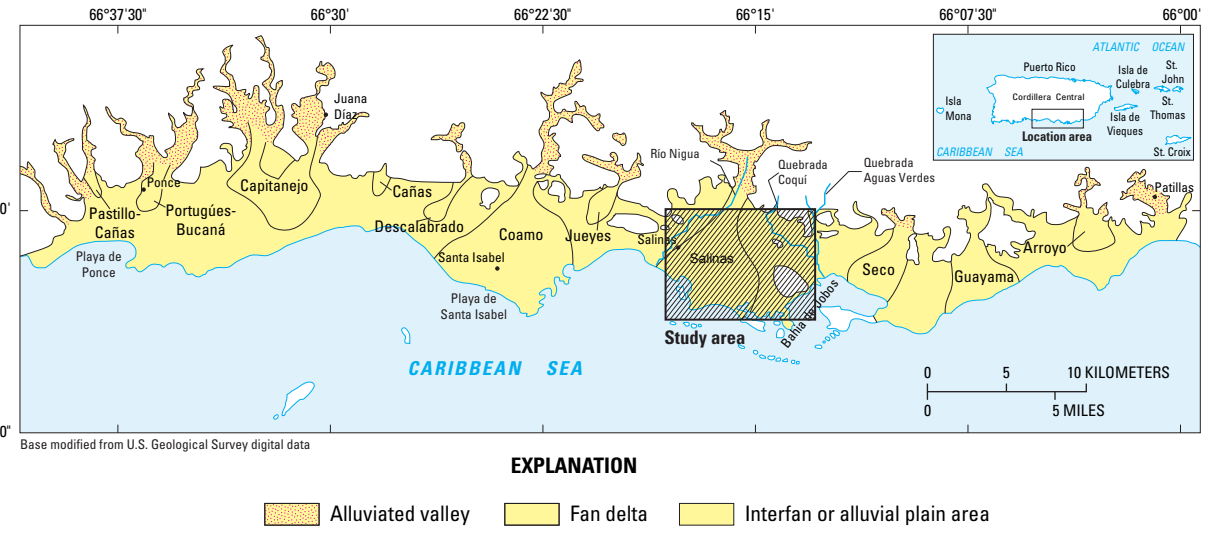 66°37'30"
66°30'
66°22'30"
66°15'
66°07'30"
66°00'
ATLANTIC OCEAN
Puerto Rico
Isla de
Culebra
St.
John
Cordillera Central
Isla
Mona
St.
Thomas
Isla de
Vieques
Location area
CARIBBEAN SEA
St. Croix
Juana
Díaz
Río Nigua
Quebrada
Coquí
Quebrada
Aguas Verdes
Ponce
Capitanejo
Cañas
Patillas
0'
Pastillo-
Cañas
Portugúes-
Bucaná
Descalabrado
Coamo
Jueyes
Salinas
Salinas
Arroyo
Playa de
Ponce
Santa Isabel
Seco
Guayama
Playa de
Santa Isabel
Bahia de Jobos
Study area
CARIBBEAN SEA
0 5 10 KILOMETERS
0 5 MILES
0"
Base modified from U.S. Geological Survey digital data
EXPLANATION
Alluviated valley
Fan delta
Interfan or alluvial plain area